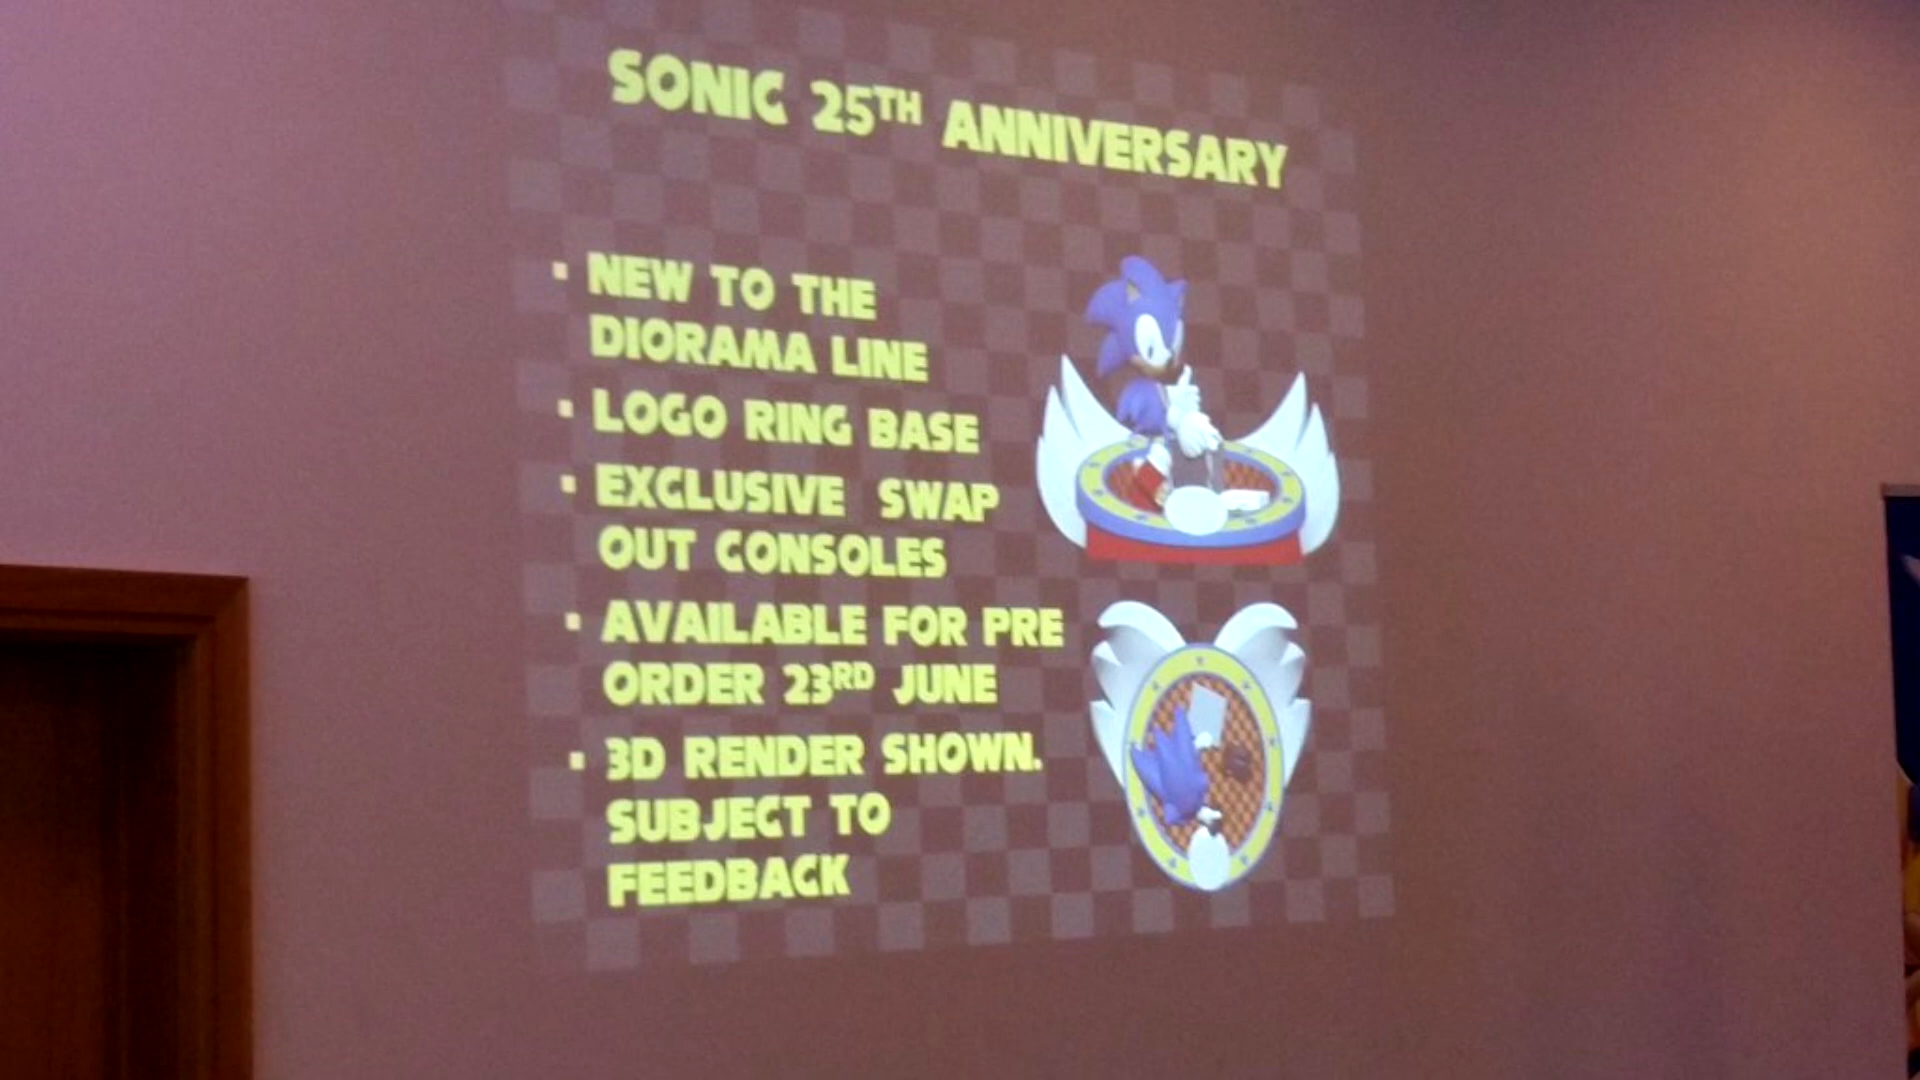 SONIC 25TH ANNIVERSARY
▪ NEW TO THE
DIORAMA LINE
▪ LOGO RING BASE
▪ EXCLUSIVE SWAP
OUT CONSOLES
▪ AVAILABLE FOR PRE
ORDER 23RD JUNE
▪ 3D RENDER SHOWN.
SUBJECT TO
FEEDBACK